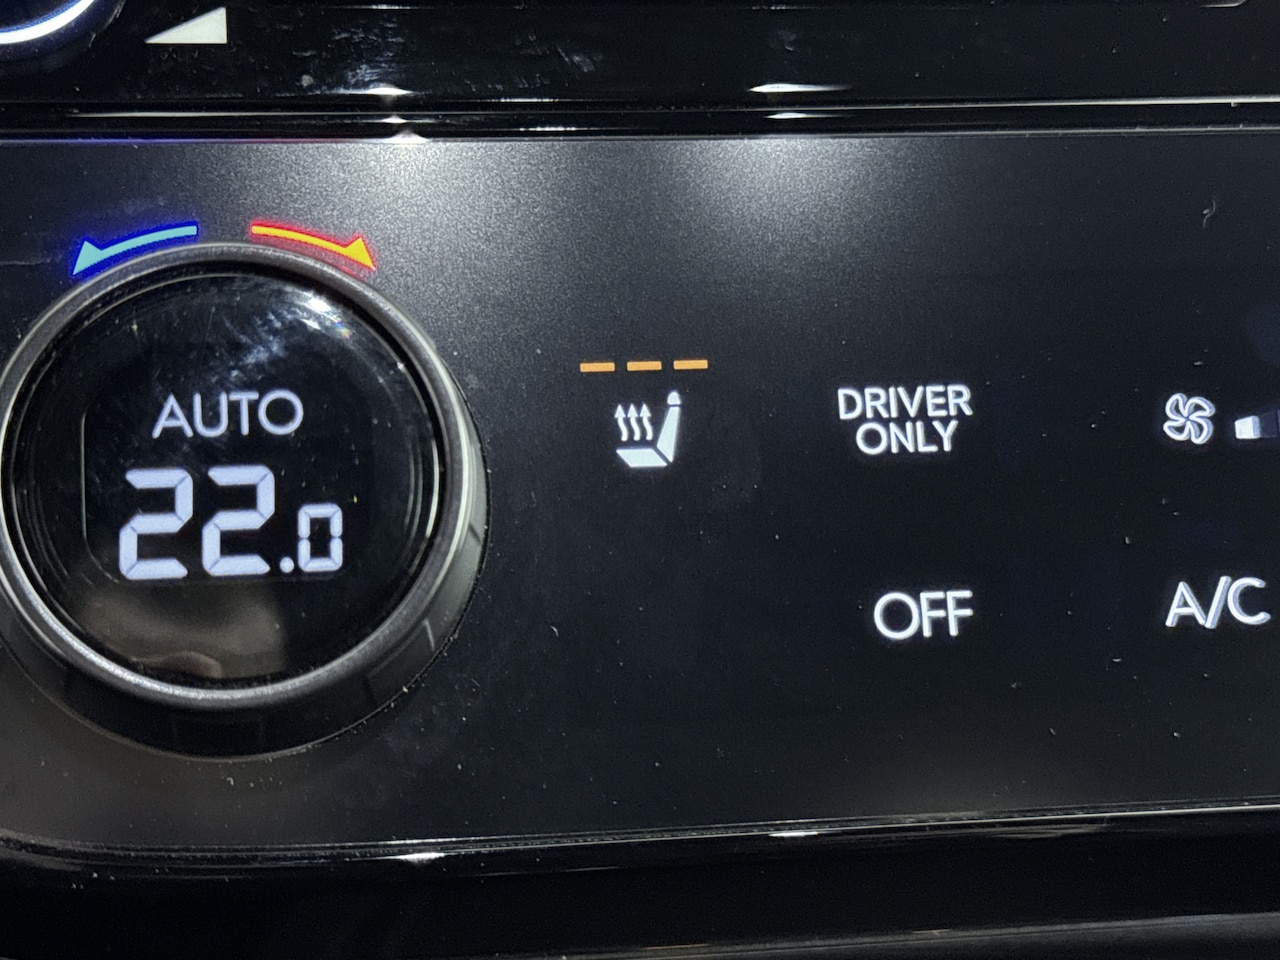 AUTO
22.0
DRIVER
ONLY
OFF
A/C